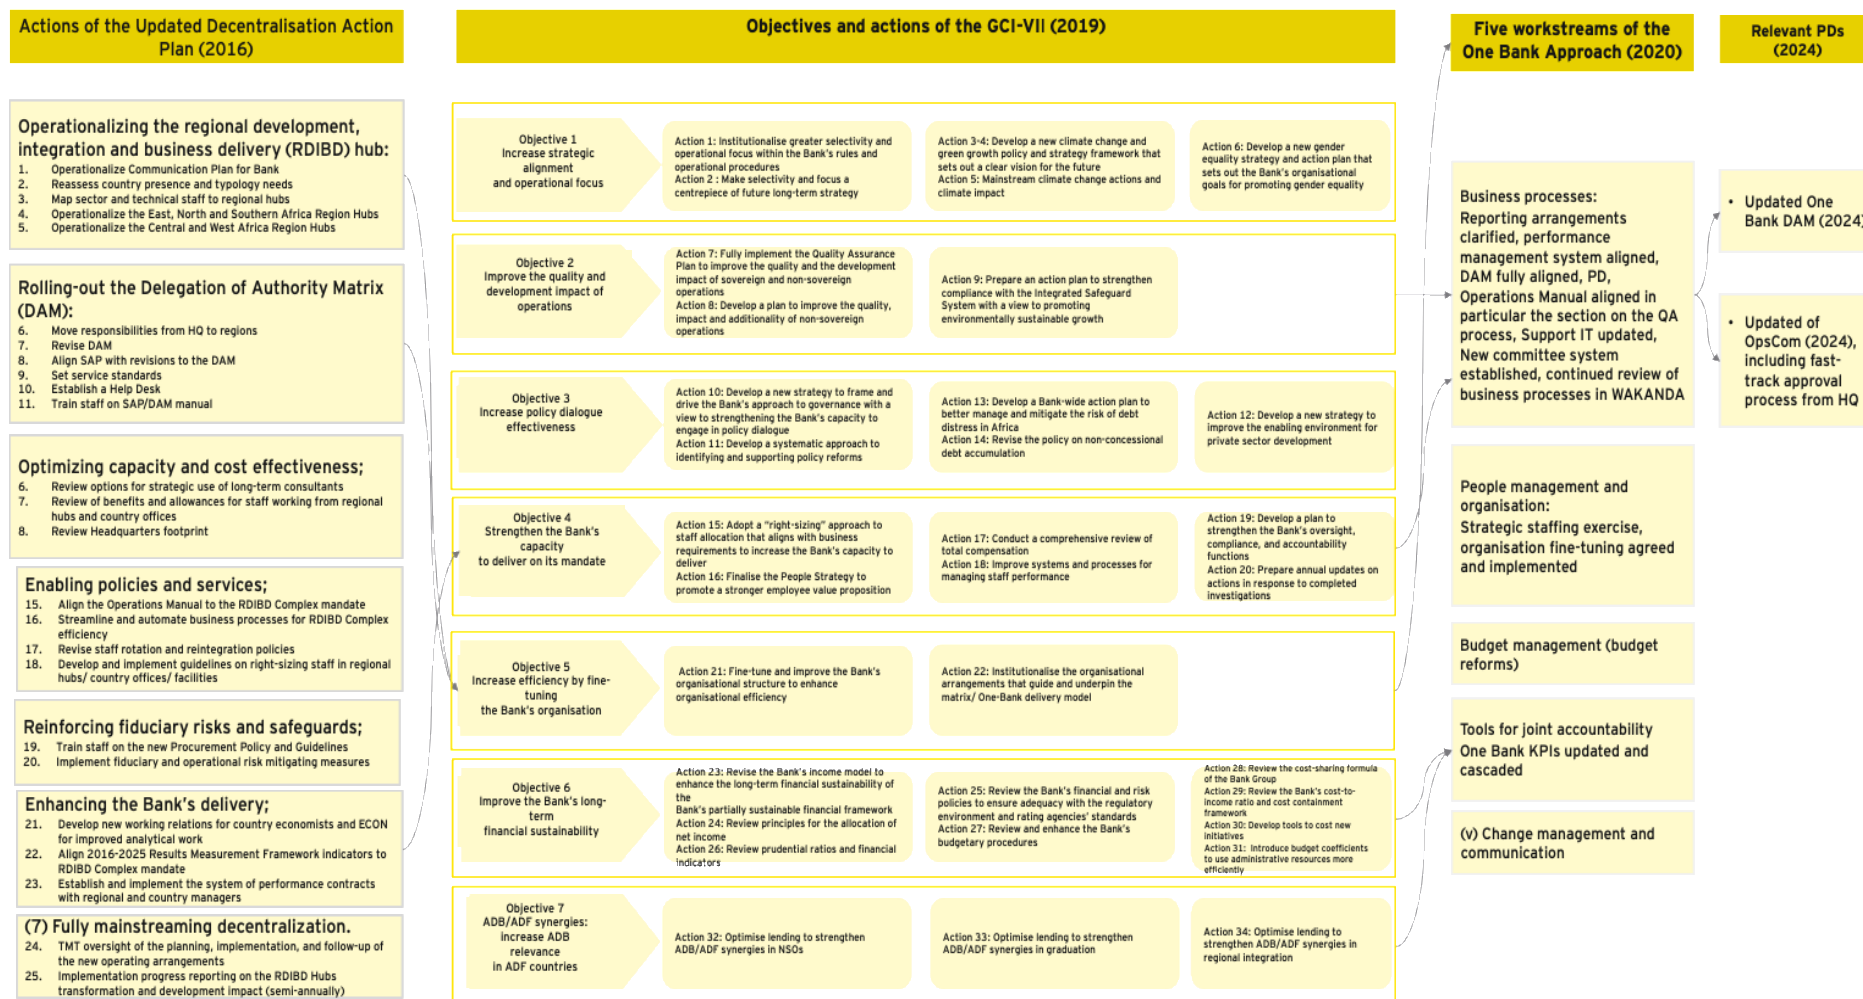 Actions of the Updated Decentralisation Action
Plan (2016)
Objectives and actions of the GCI-VII (2019)
Five workstreams of the
One Bank Approach (2020)
Relevant PDs
(2024)
Operationalizing the regional development,
integration and business delivery (RDIBD) hub:
1. Operationalize Communication Plan for Bank
2. Reassess country presence and typology needs
3. Map sector and technical staff to regional hubs
4. Operationalize the East, North and Southern Africa Region Hubs
5. Operationalize the Central and West Africa Region Hubs
Rolling-out the Delegation of Authority Matrix
(DAM):
6. Move responsibilities from HQ to regions
7. Revise DAM
8. Align SAP with revisions to the DAM
9. Set service standards
10. Establish a Help Desk
11. Train staff on SAP/DAM manual
Optimizing capacity and cost effectiveness;
6. Review options for strategic use of long-term consultants
7. Review of benefits and allowances for staff working from regional
hubs and country offices
8. Review Headquarters footprint
Enabling policies and services;
15. Align the Operations Manual to the RDIBD Complex mandate
16. Streamline and automate business processes for RDIBD Complex
efficiency
17. Revise staff rotation and reintegration policies
18. Develop and implement guidelines on right-sizing staff in regional
hubs/ country offices/ facilities
Reinforcing fiduciary risks and safeguards;
19. Train staff on the new Procurement Policy and Guidelines
20. Implement fiduciary and operational risk mitigating measures
Enhancing the Bank's delivery;
21. Develop new working relations for country economists and ECON
for improved analytical work
22. Align 2016-2025 Results Measurement Framework indicators to
RDIBD Complex mandate
23. Establish and implement the system of performance contracts
with regional and country managers
(7) Fully mainstreaming decentralization.
24. TMT oversight of the planning, implementation, and follow-up of
the new operating arrangements
25. Implementation progress reporting on the RDIBD Hubs
transformation and development impact (semi-annually)
Objective 1
Increase strategic
alignment
and operational focus
Action 1: Institutionalise greater selectivity and
operational focus within the Bank's rules and
operational procedures
Action 2 : Make selectivity and focus a
centrepiece of future long-term strategy
Action 3-4: Develop a new climate change and
green growth policy and strategy framework that
sets out a clear vision for the future
Action 5: Mainstream climate change actions and
climate impact
Action 6: Develop a new gender
equality strategy and action plan that
sets out the Bank's organisational
goals for promoting gender equality
Objective 2
Improve the quality and
development impact of
operations
Action 7: Fully implement the Quality Assurance
Plan to improve the quality and the development
impact of sovereign and non-sovereign
operations
Action 8: Develop a plan to improve the quality,
impact and additionality of non-sovereign
operations
Action 9: Prepare an action plan to strengthen
compliance with the Integrated Safeguard
System with a view to promoting
environmentally sustainable growth
Objective 3
Increase policy dialogue
effectiveness
Action 10: Develop a new strategy to frame and
drive the Bank's approach to governance with a
view to strengthening the Bank's capacity to
engage in policy dialogue
Action 11: Develop a systematic approach to
identifying and supporting policy reforms
Action 13: Develop a Bank-wide action plan to
better manage and mitigate the risk of debt
distress in Africa
Action 14: Revise the policy on non-concessional
debt accumulation
Action 12: Develop a new strategy to
improve the enabling environment for
private sector development
Objective 4
Strengthen the Bank's
capacity
to deliver on its mandate
Action 15: Adopt a "right-sizing" approach to
staff allocation that aligns with business
requirements to increase the Bank's capacity to
deliver
Action 16: Finalise the People Strategy to
promote a stronger employee value proposition
Action 17: Conduct a comprehensive review of
total compensation
Action 18: Improve systems and processes for
managing staff performance
Action 19: Develop a plan to
strengthen the Bank's oversight,
compliance, and accountability
functions
Action 20: Prepare annual updates on
actions in response to completed
investigations
Objective 5
Increase efficiency by fine-
tuning
the Bank's organisation
Action 21: Fine-tune and improve the Bank's
organisational structure to enhance
organisational efficiency
Action 22: Institutionalise the organisational
arrangements that guide and underpin the
matrix/ One-Bank delivery model
Objective 6
Improve the Bank's long-
term
financial sustainability
Action 23: Revise the Bank's income model to
enhance the long-term financial sustainability of
the
Bank's partially sustainable financial framework
Action 24: Review principles for the allocation of
net income
Action 26: Review prudential ratios and financial
indicators
Action 25: Review the Bank's financial and risk
policies to ensure adequacy with the regulatory
environment and rating agencies' standards
Action 27: Review and enhance the Bank's
budgetary procedures
Action 28: Review the cost-sharing formula
of the Bank Group
Action 29: Review the Bank's cost-to-
income ratio and cost containment
framework
Action 30: Develop tools to cost new
initiatives
Action 31: Introduce budget coefficients
to use administrative resources more
efficiently
Objective 7
ADB/ADF synergies:
increase ADB
relevance
in ADF countries
Action 32: Optimise lending to strengthen
ADB/ADF synergies in NSOs
Action 33: Optimise lending to strengthen
ADB/ADF synergies in graduation
Action 34: Optimise lending to
strengthen ADB/ADF synergies in
regional integration
Business processes:
Reporting arrangements
clarified, performance
management system aligned,
DAM fully aligned, PD,
Operations Manual aligned in
particular the section on the QA
process, Support IT updated,
New committee system
established, continued review of
business processes in WAKANDA
People management and
organisation:
Strategic staffing exercise,
organisation fine-tuning agreed
and implemented
Budget management (budget
reforms)
Tools for joint accountability
One Bank KPIs updated and
cascaded
(v) Change management and
communication
• Updated One
Bank DAM (2024)
• Updated of
OpsCom (2024),
including fast-
track approval
process from HQ